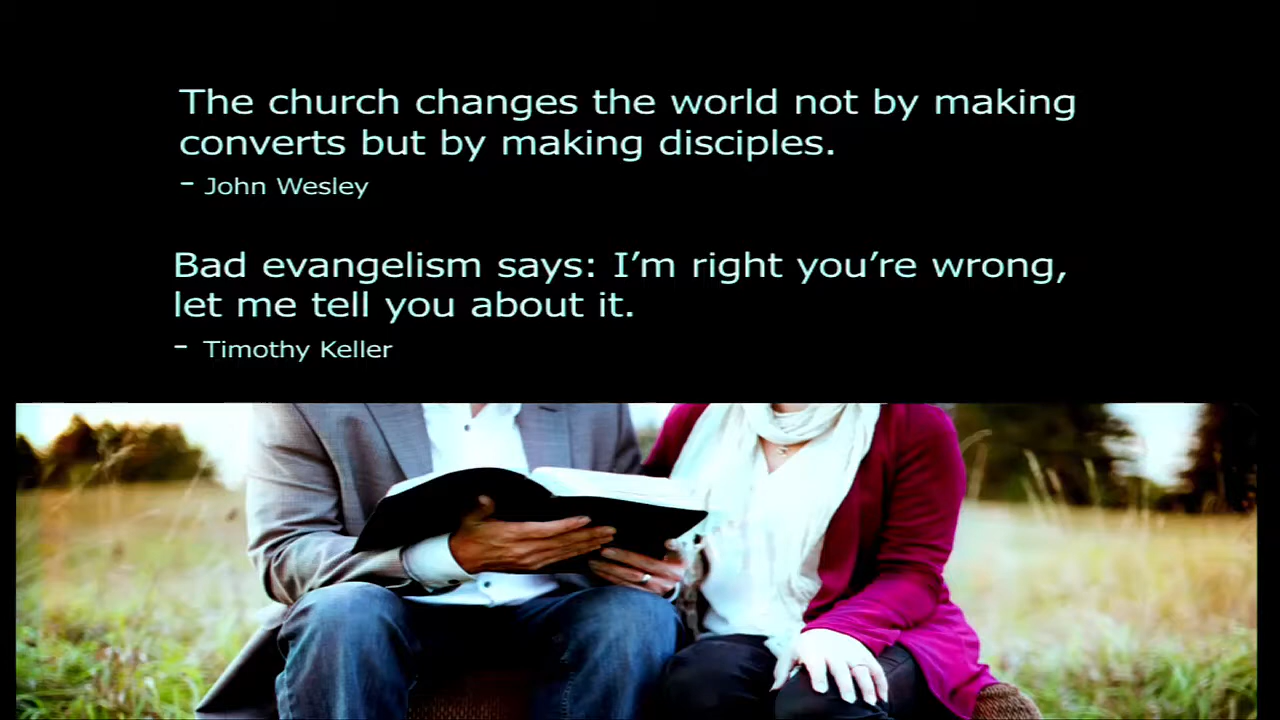 The church changes the world not by making
converts but by making disciples.
- John Wesley
Bad evangelism says: I’m right you’re wrong,
let me tell you about it.
- Timothy Keller